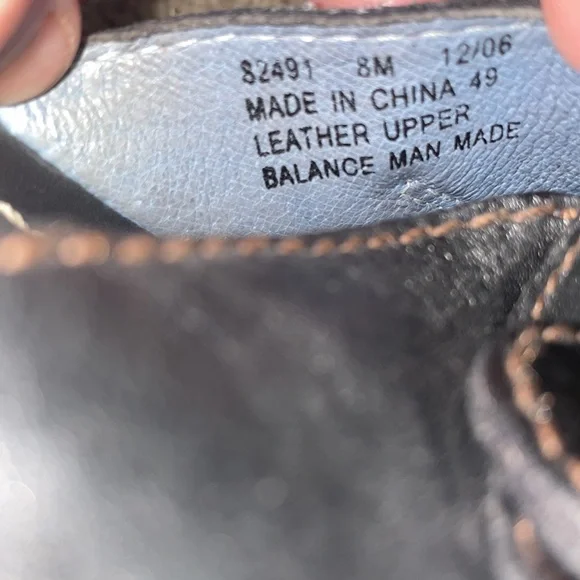 82491 8M 12/06
MADE IN CHINA 49
LEATHER UPPER
BALANCE MAN MADE